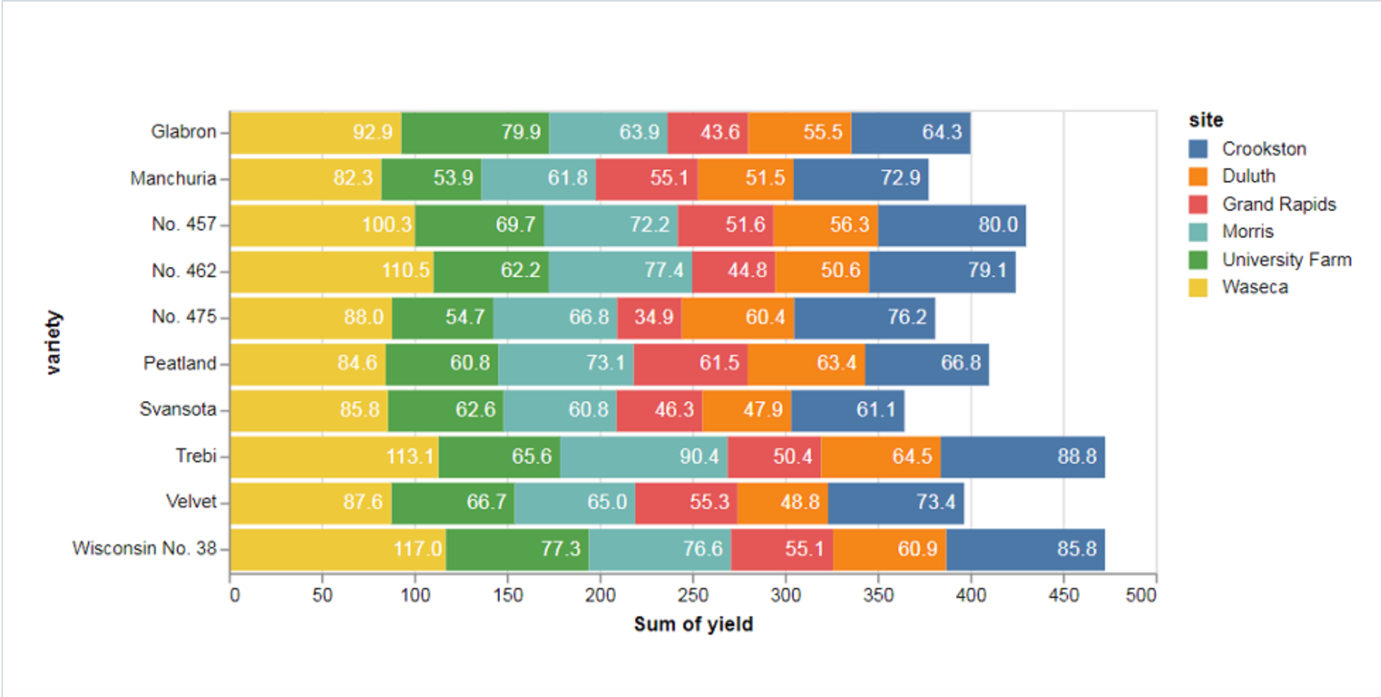 site
Crookston
Duluth
Grand Rapids
Morris
University Farm
Waseca
variety
Glabron 92.9 79.9 63.9 43.6 55.5 64.3
Manchuria 82.3 53.9 61.8 55.1 51.5 72.9
No. 457 100.3 69.7 72.2 51.6 56.3 80.0
No. 462 110.5 62.2 77.4 44.8 50.6 79.1
No. 475 88.0 54.7 66.8 34.9 60.4 76.2
Peatland 84.6 60.8 73.1 61.5 63.4 66.8
Svansota 85.8 62.6 60.8 46.3 47.9 61.1
Trebi 113.1 65.6 90.4 50.4 64.5 88.8
Velvet 87.6 66.7 65.0 55.3 48.8 73.4
Wisconsin No. 38 117.0 77.3 76.6 55.1 60.9 85.8
0 50 100 150 200 250 300 350 400 450 500
Sum of yield